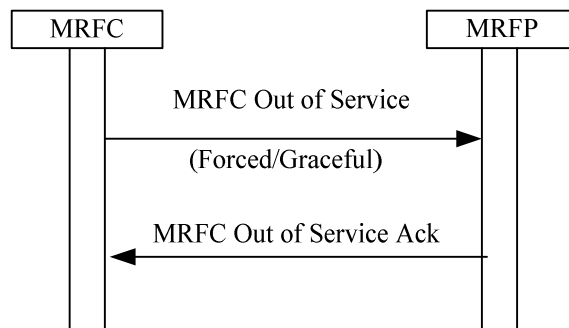 MRFC
MRFP
MRFC Out of Service
(Forced/Graceful)
MRFC Out of Service Ack